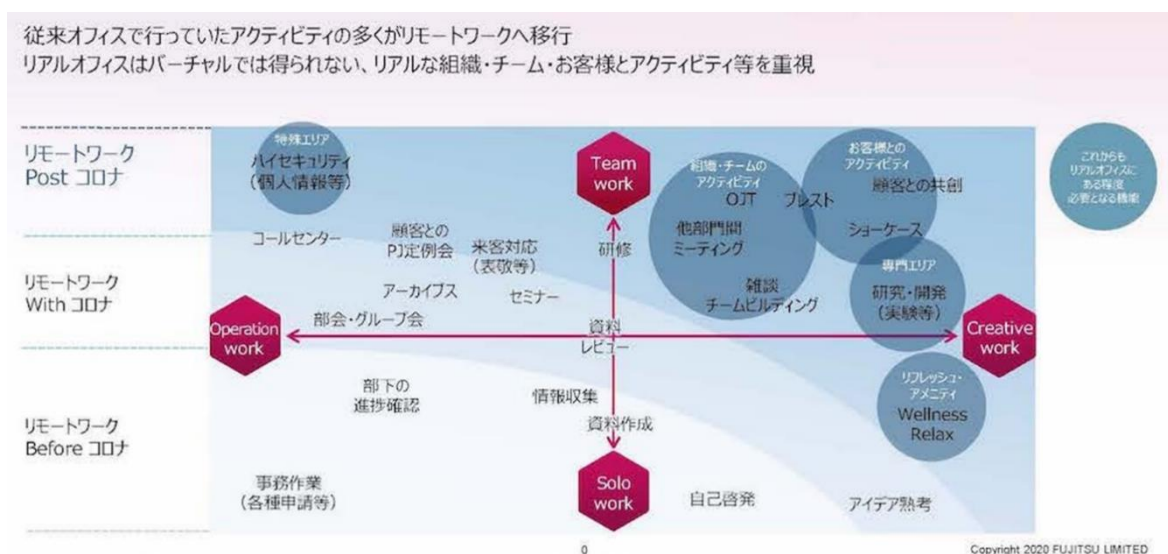 従来オフィスで行っていたアクティビティの多くがリモートワークへ移行
リアルオフィスはバーチャルでは得られない、リアルな組織・チーム・お客様とアクティビティ等を重視
リモートワーク
Post コロナ
特殊エリア
ハイセキュリティ
(個人情報等)
Team
work
組織・チームの
アクティビティ
OJT
ブレスト
お客様との
アクティビティ
顧客との共創
これからも
リアルオフィスに
ある程度
必要となる機能
コールセンター
顧客との
PJ定例会
来客対応
(表敬等)
研修
他部門間
ミーティング
ショーケース
リモートワーク
With コロナ
アーカイブス
セミナー
雑談
チームビルディング
専門エリア
研究・開発
(実験等)
部会・グループ会
Operation
work
資料
レビュー
Creative
work
リモートワーク
Before コロナ
部下の
進捗確認
情報収集
資料作成
リフレッシュ・
アメニティ
Wellness
Relax
事務作業
(各種申請等)
Solo
work
自己啓発
アイデア熟考
0
Copyright 2020 FUJITSU LIMITED